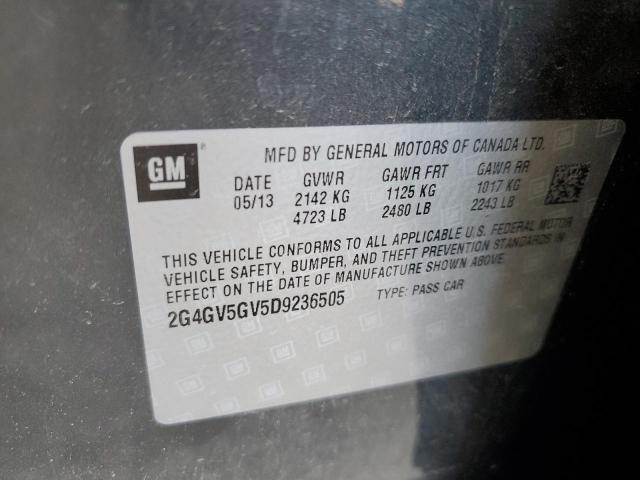 GM
MFD BY GENERAL MOTORS OF CANADA LTD.
DATE GVWR GAWR FRT GAWR RR
05/13 2142 KG 1125 KG 1017 KG
4723 LB 2480 LB 2243 LB
THIS VEHICLE CONFORMS TO ALL APPLICABLE U.S. FEDERAL MOTOR
VEHICLE SAFETY, BUMPER, AND THEFT PREVENTION STANDARDS IN
EFFECT ON THE DATE OF MANUFACTURE SHOWN ABOVE.
2G4GV5GV5D9236505 TYPE: PASS CAR